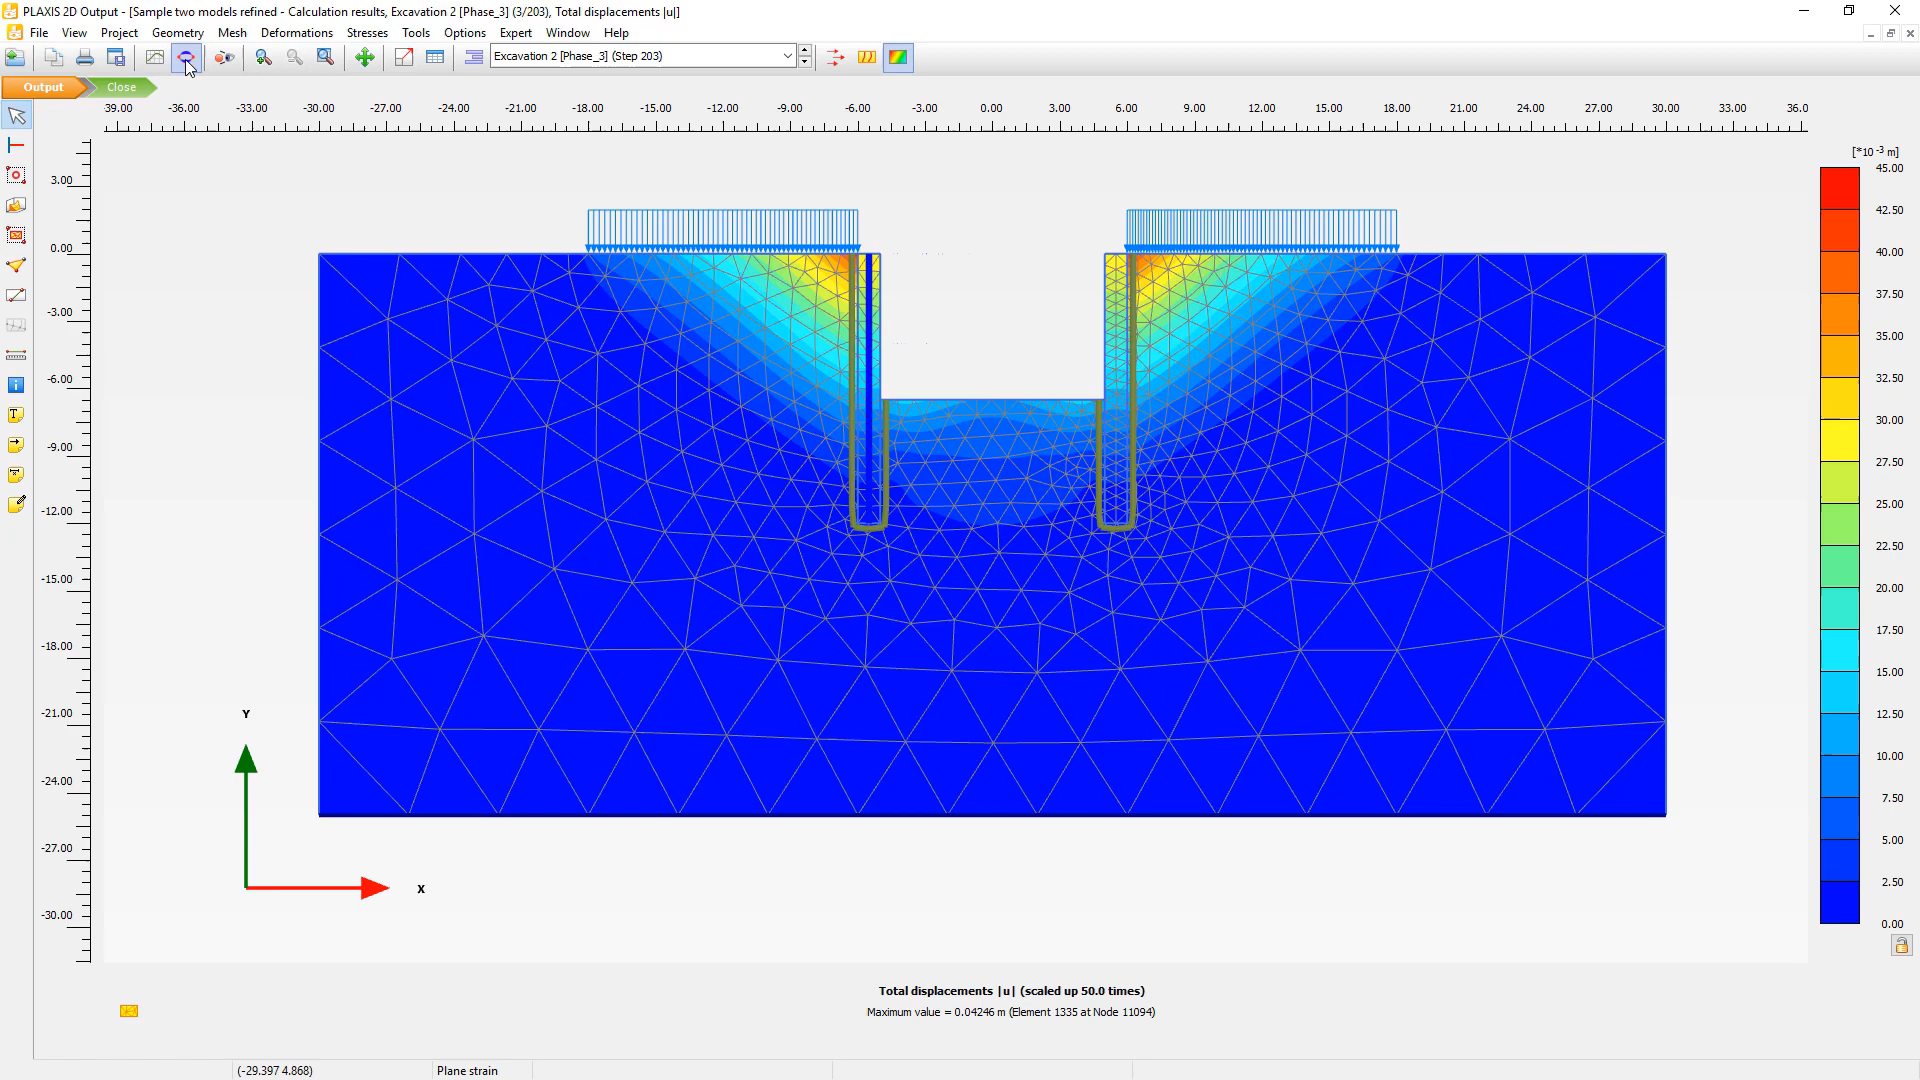 PLAXIS 2D Output - [Sample two models refined - Calculation results, Excavation 2 [Phase_3] (3/203), Total displacements |u|]
File View Project Geometry Mesh Deformations Stresses Tools Options Expert Window Help
Excavation 2 [Phase_3] (Step 203)
Output Close
39.00 -36.00 -33.00 -30.00 -27.00 -24.00 -21.00 -18.00 -15.00 -12.00 -9.00 -6.00 -3.00 0.00 3.00 6.00 9.00 12.00 15.00 18.00 21.00 24.00 27.00 30.00 33.00 36.0
[*10 -3 m]
45.00
42.50
40.00
37.50
35.00
32.50
30.00
27.50
25.00
22.50
20.00
17.50
15.00
12.50
10.00
7.50
5.00
2.50
0.00
3.00
0.00
-3.00
-6.00
-9.00
-12.00
-15.00
-18.00
-21.00
-24.00
-27.00
-30.00
Y
X
Total displacements |u| (scaled up 50.0 times)
Maximum value = 0.04246 m (Element 1335 at Node 11094)
(-29.397 4.868) Plane strain